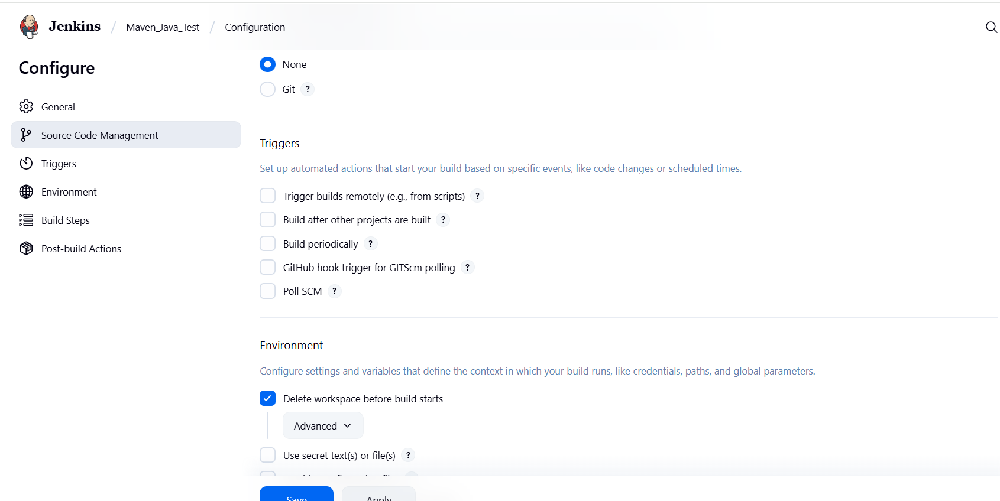 Jenkins / Maven_Java_Test / Configuration
Configure
General
Source Code Management
Triggers
Environment
Build Steps
Post-build Actions
None
Git ?
Triggers
Set up automated actions that start your build based on specific events, like code changes or scheduled times.
Trigger builds remotely (e.g., from scripts) ?
Build after other projects are built ?
Build periodically ?
GitHub hook trigger for GITScm polling ?
Poll SCM ?
Environment
Configure settings and variables that define the context in which your build runs, like credentials, paths, and global parameters.
Delete workspace before build starts
Advanced
Use secret text(s) or file(s) ?
Save
Apply